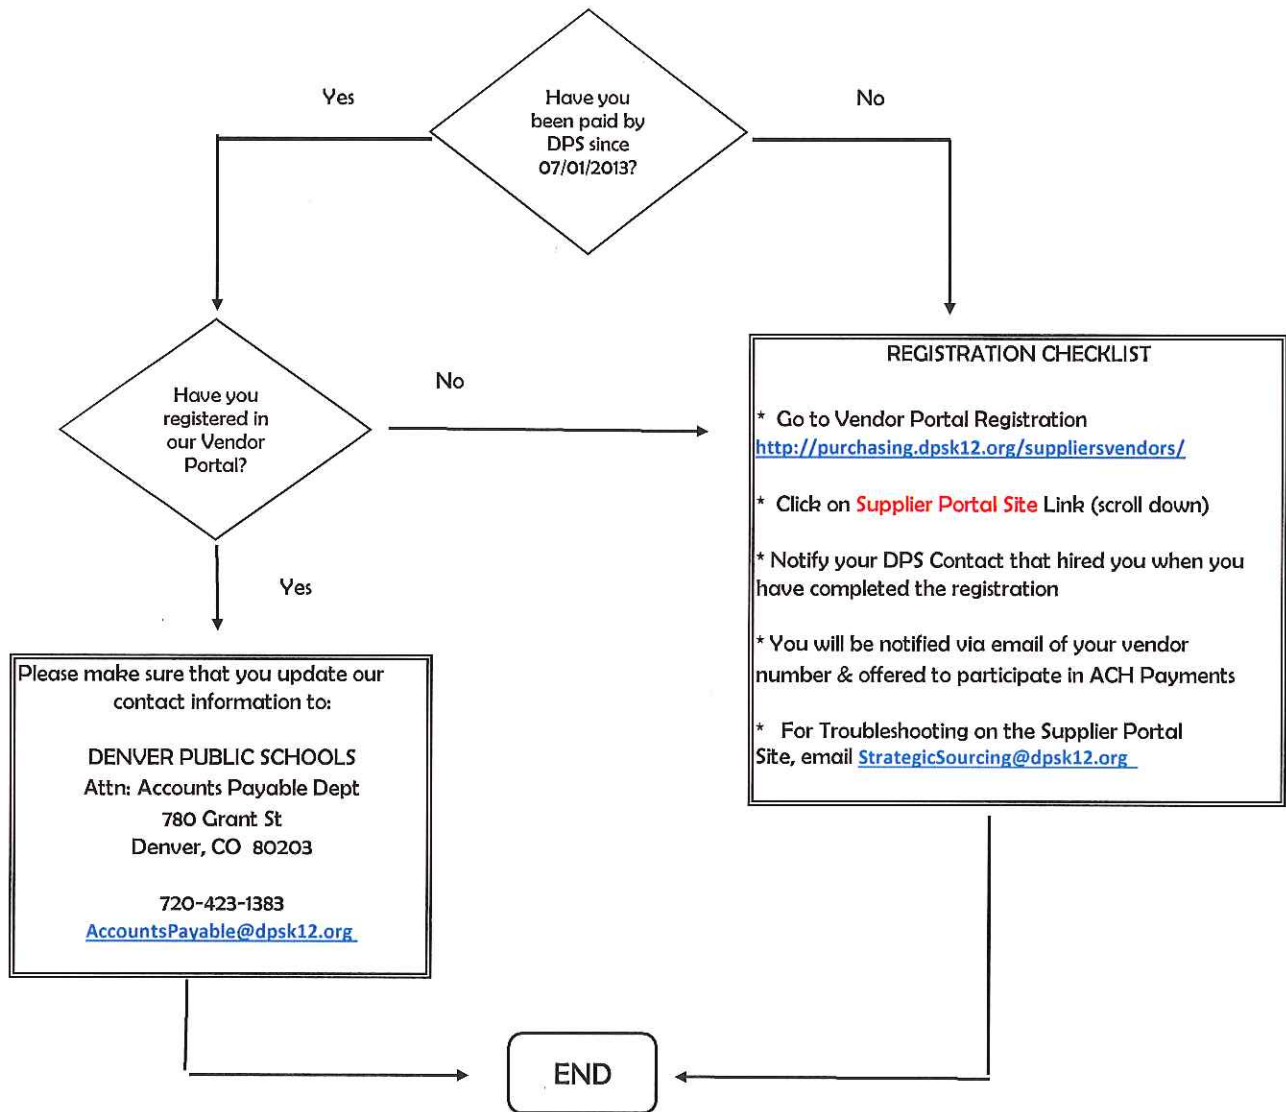 Yes
Have you
been paid by
DPS since
07/01/2013?
No
Have you
registered in
our Vendor
Portal?
No
Yes
REGISTRATION CHECKLIST
* Go to Vendor Portal Registration
http://purchasing.dpsk12.org/suppliersvendors/
* Click on Supplier Portal Site Link (scroll down)
* Notify your DPS Contact that hired you when you
have completed the registration
* You will be notified via email of your vendor
number & offered to participate in ACH Payments
* For Troubleshooting on the Supplier Portal
Site, email StrategicSourcing@dpsk12.org
Please make sure that you update our
contact information to:
DENVER PUBLIC SCHOOLS
Attn: Accounts Payable Dept
780 Grant St
Denver, CO 80203
720-423-1383
AccountsPayable@dpsk12.org
END